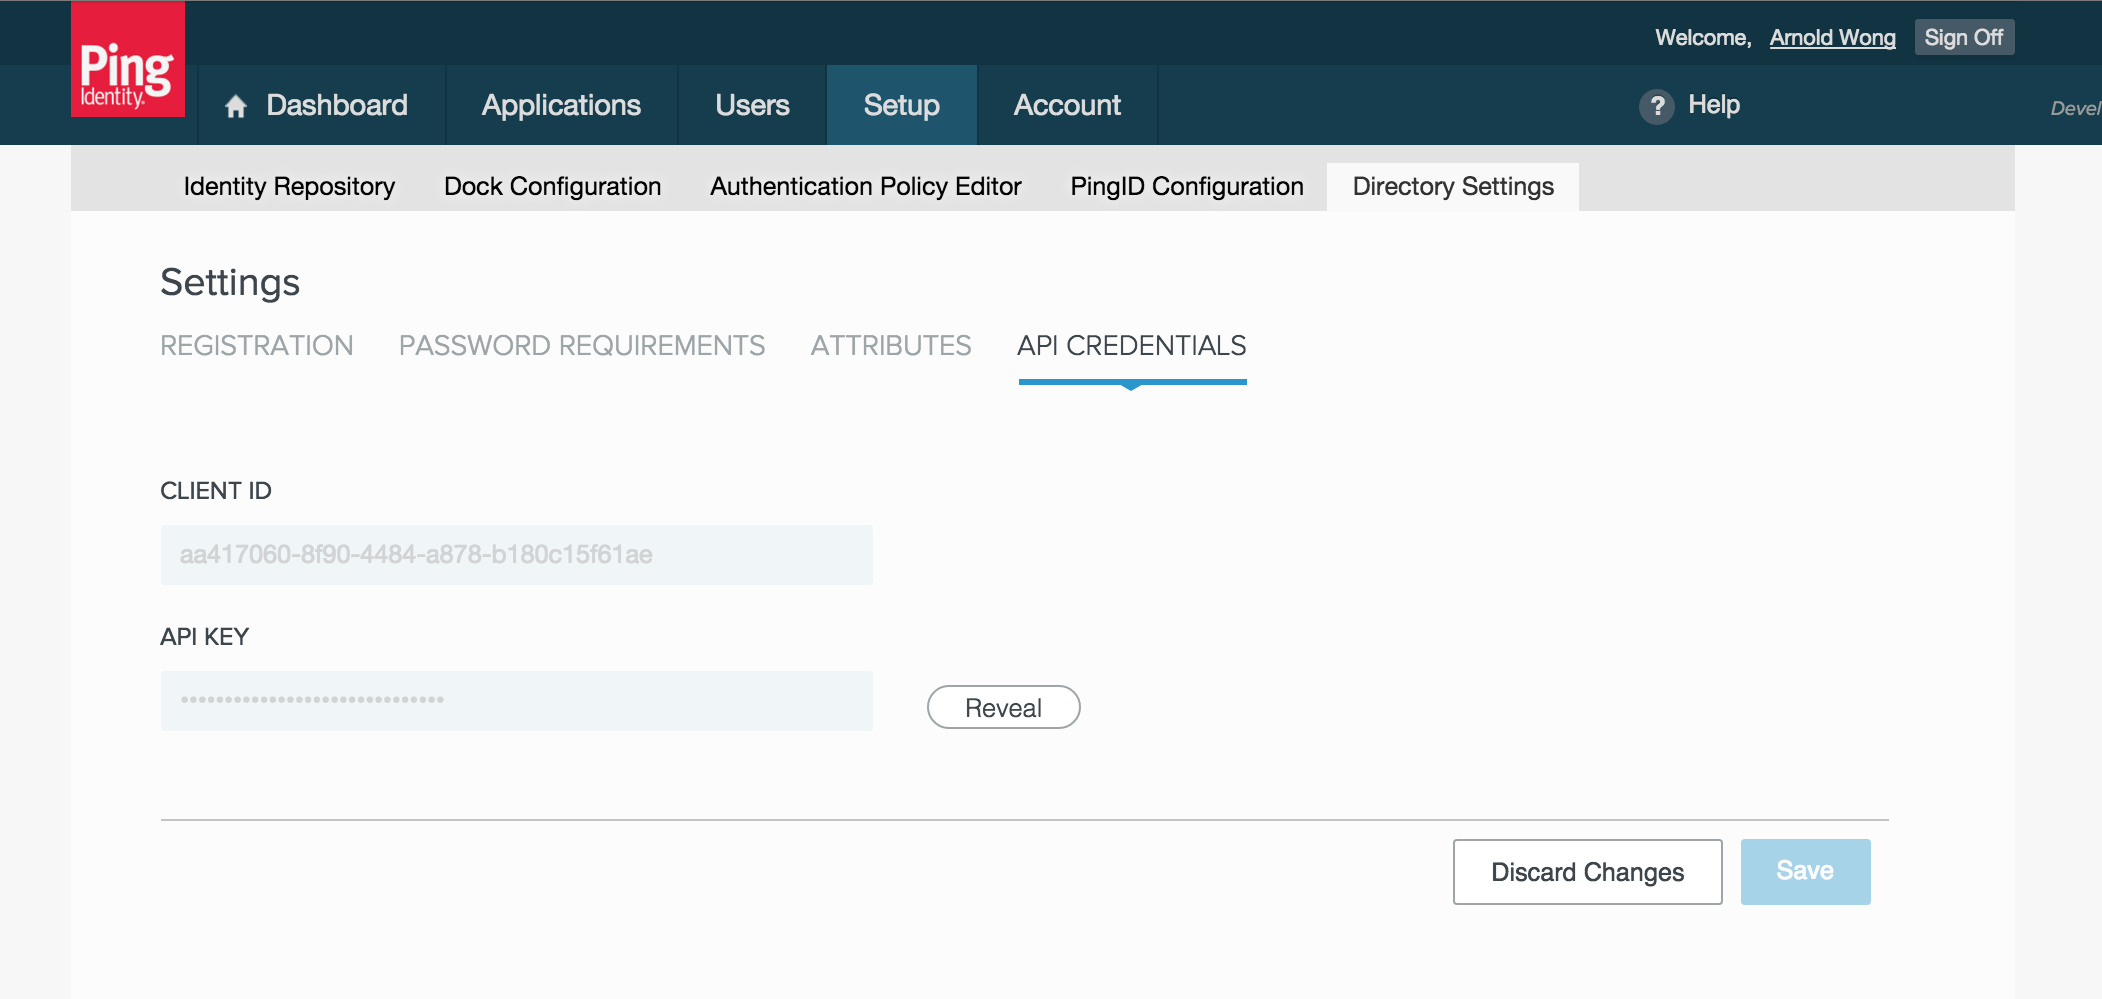 Ping
Identity®
Welcome, Arnold Wong Sign Off
Dashboard Applications Users Setup Account ? Help Devel
Identity Repository Dock Configuration Authentication Policy Editor PingID Configuration Directory Settings
Settings
REGISTRATION PASSWORD REQUIREMENTS ATTRIBUTES API CREDENTIALS
CLIENT ID
aa417060-8f90-4484-a878-b180c15f61ae
API KEY
••••••••••••••••••••••••••••••
Reveal
Discard Changes Save